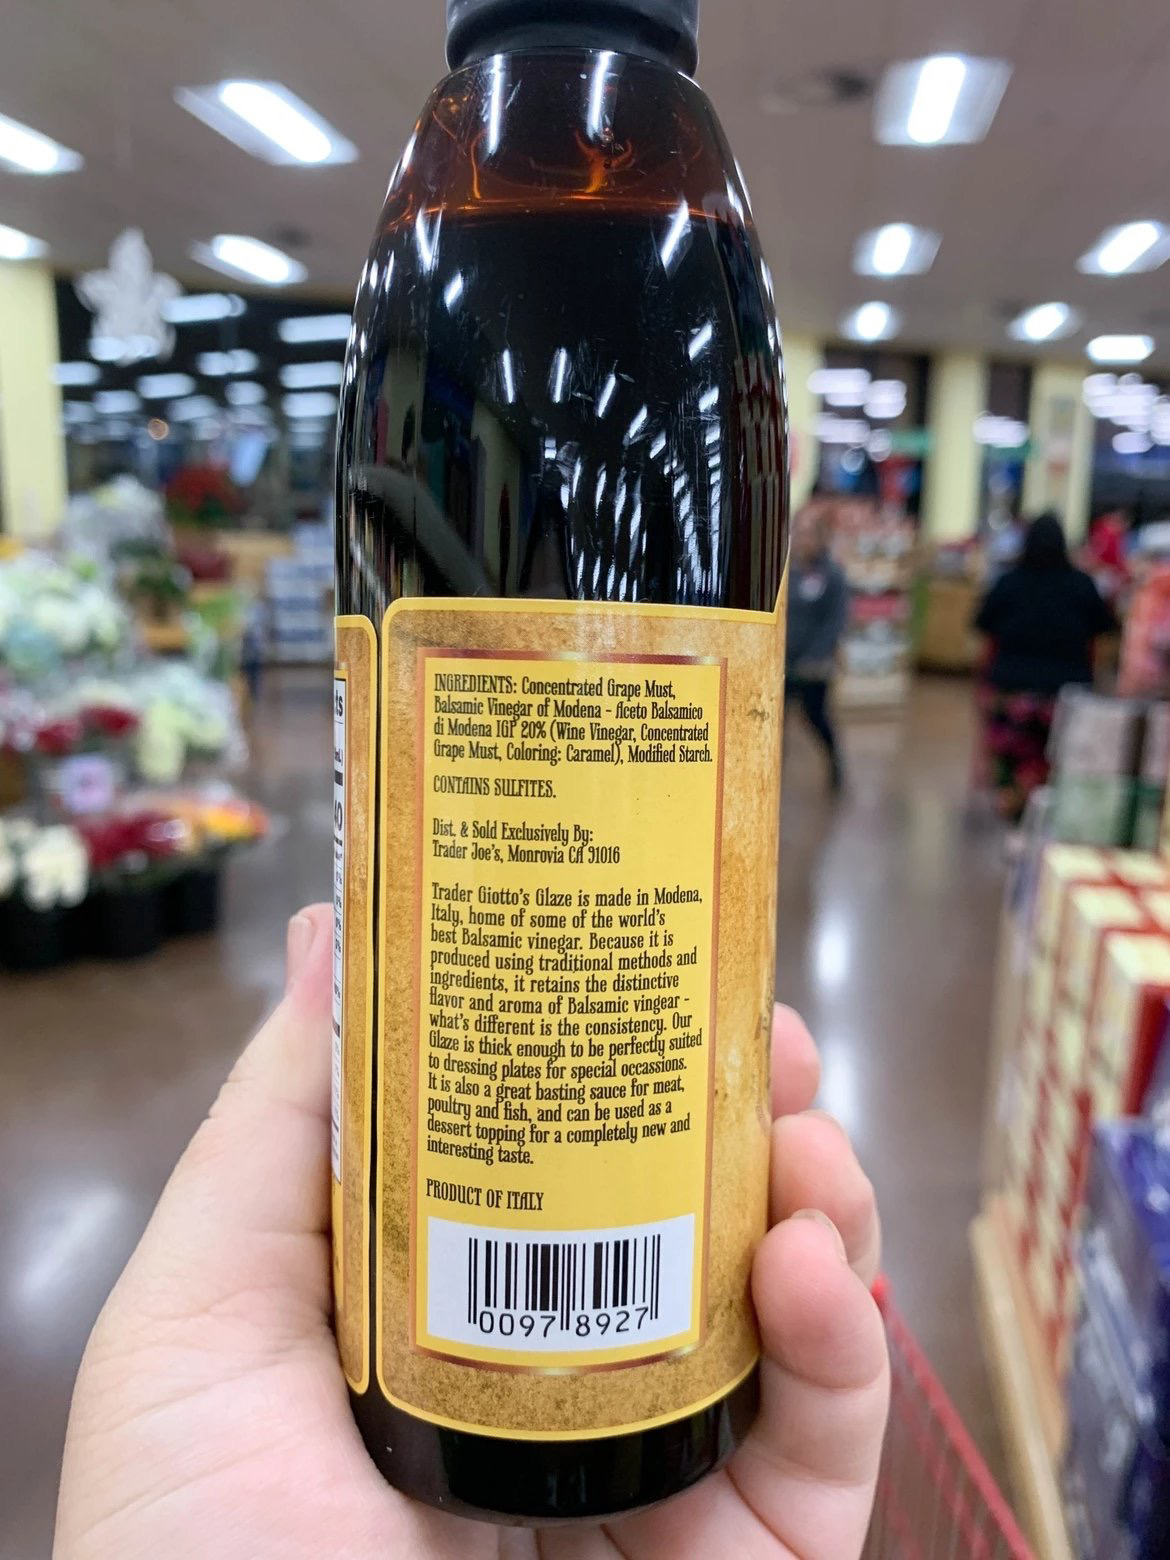 INGREDIENTS: Concentrated Grape Must,
Balsamic Vinegar of Modena - Aceto Balsamico
di Modena IGP 20% (Wine Vinegar, Concentrated
Grape Must, Coloring: Caramel), Modified Starch.
CONTAINS SULFITES.
Dist. & Sold Exclusively By:
Trader Joe's, Monrovia CA 91016
Trader Giotto's Glaze is made in Modena,
Italy, home of some of the world's
best Balsamic vinegar. Because it is
produced using traditional methods and
ingredients, it retains the distinctive
flavor and aroma of Balsamic vingear -
what's different is the consistency. Our
Glaze is thick enough to be perfectly suited
to dressing plates for special occassions.
It is also a great basting sauce for meat,
poultry and fish, and can be used as a
dessert topping for a completely new and
interesting taste.
PRODUCT OF ITALY
0097 8927